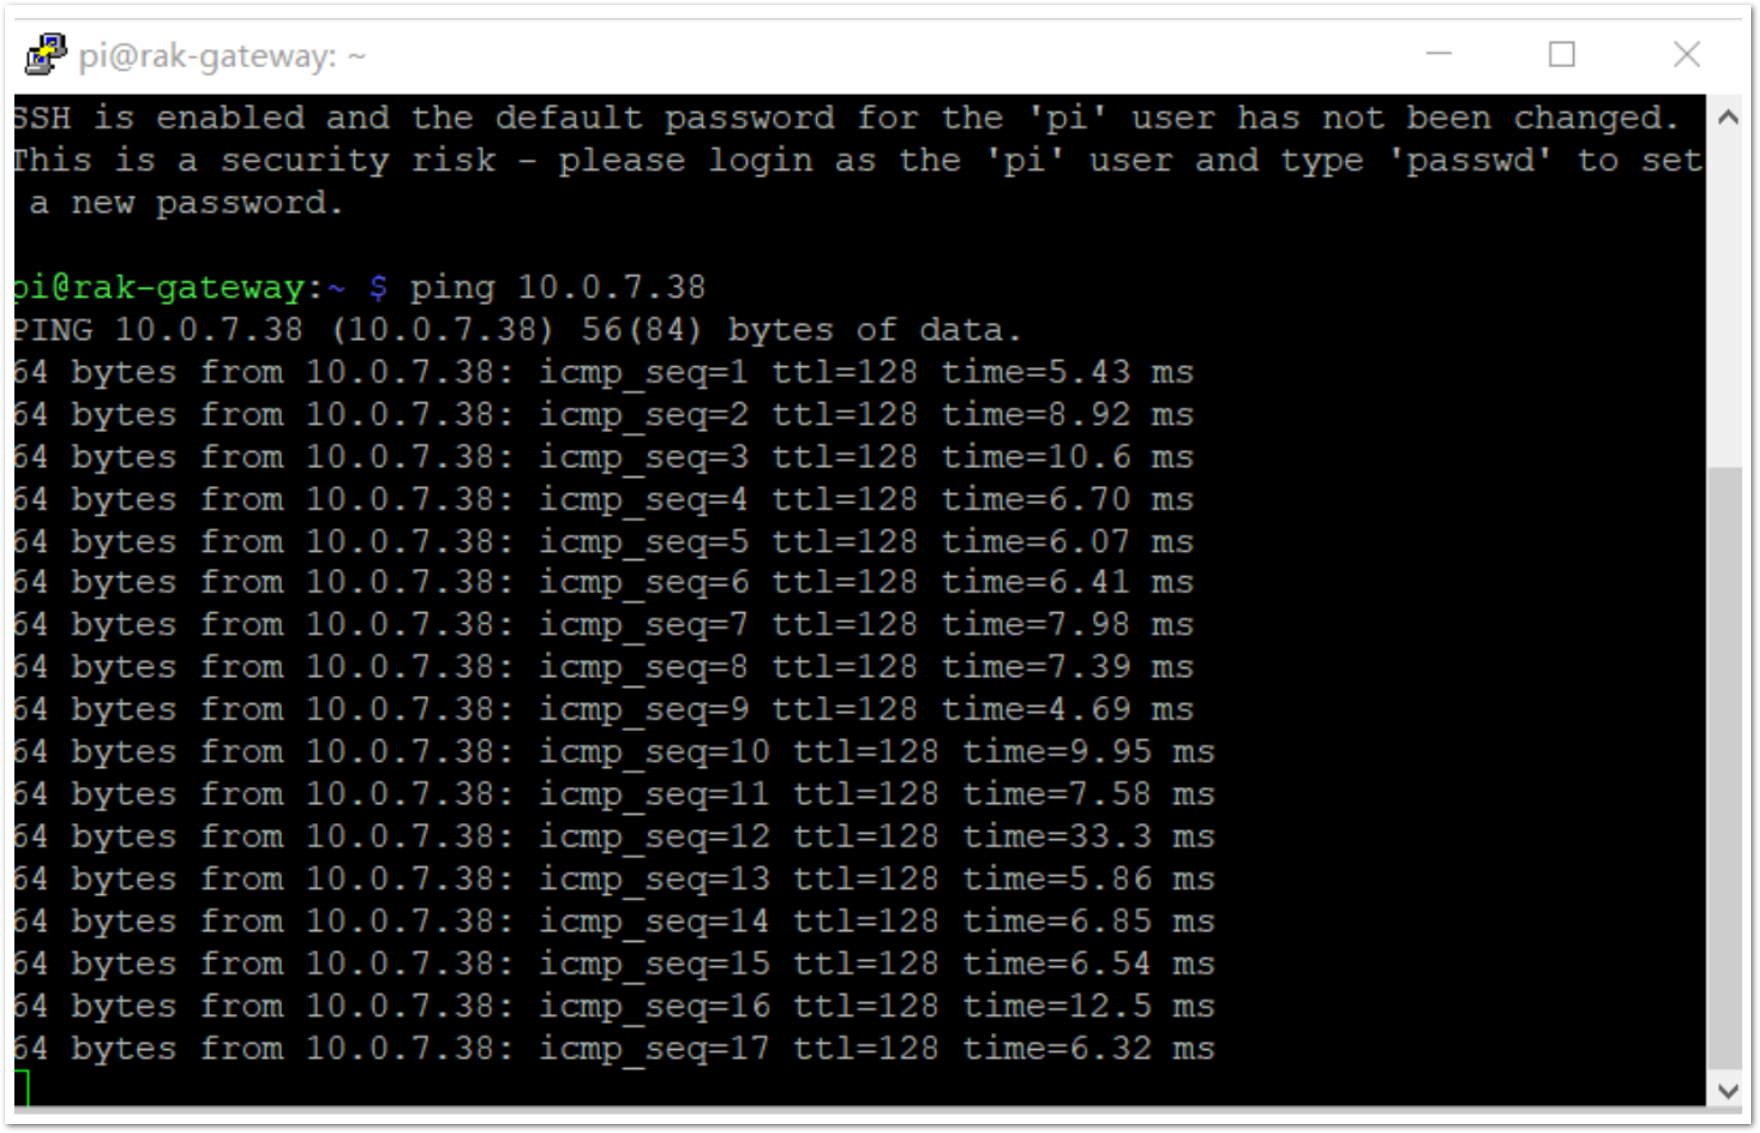 pi@rak-gateway: ~
SSH is enabled and the default password for the 'pi' user has not been changed.
This is a security risk - please login as the 'pi' user and type 'passwd' to set
 a new password.
pi@rak-gateway:~ $ ping 10.0.7.38
PING 10.0.7.38 (10.0.7.38) 56(84) bytes of data.
64 bytes from 10.0.7.38: icmp_seq=1 ttl=128 time=5.43 ms
64 bytes from 10.0.7.38: icmp_seq=2 ttl=128 time=8.92 ms
64 bytes from 10.0.7.38: icmp_seq=3 ttl=128 time=10.6 ms
64 bytes from 10.0.7.38: icmp_seq=4 ttl=128 time=6.70 ms
64 bytes from 10.0.7.38: icmp_seq=5 ttl=128 time=6.07 ms
64 bytes from 10.0.7.38: icmp_seq=6 ttl=128 time=6.41 ms
64 bytes from 10.0.7.38: icmp_seq=7 ttl=128 time=7.98 ms
64 bytes from 10.0.7.38: icmp_seq=8 ttl=128 time=7.39 ms
64 bytes from 10.0.7.38: icmp_seq=9 ttl=128 time=4.69 ms
64 bytes from 10.0.7.38: icmp_seq=10 ttl=128 time=9.95 ms
64 bytes from 10.0.7.38: icmp_seq=11 ttl=128 time=7.58 ms
64 bytes from 10.0.7.38: icmp_seq=12 ttl=128 time=33.3 ms
64 bytes from 10.0.7.38: icmp_seq=13 ttl=128 time=5.86 ms
64 bytes from 10.0.7.38: icmp_seq=14 ttl=128 time=6.85 ms
64 bytes from 10.0.7.38: icmp_seq=15 ttl=128 time=6.54 ms
64 bytes from 10.0.7.38: icmp_seq=16 ttl=128 time=12.5 ms
64 bytes from 10.0.7.38: icmp_seq=17 ttl=128 time=6.32 ms